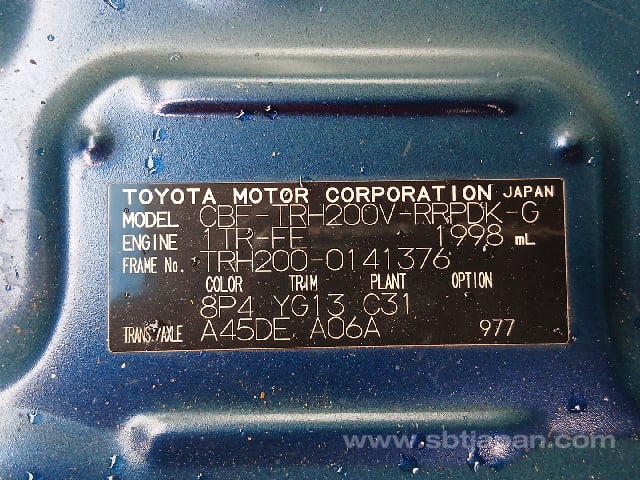 TOYOTA MOTOR CORPORATION JAPAN
MODEL CBF-TRH200V-RRPDK-G
ENGINE 1TR-FE 1998 mL
FRAME No. TRH200-0141376
COLOR TRIM PLANT OPTION
8P4 YG13 C31
TRANS./AXLE A45DE A06A 977
www.sbtjapan.com